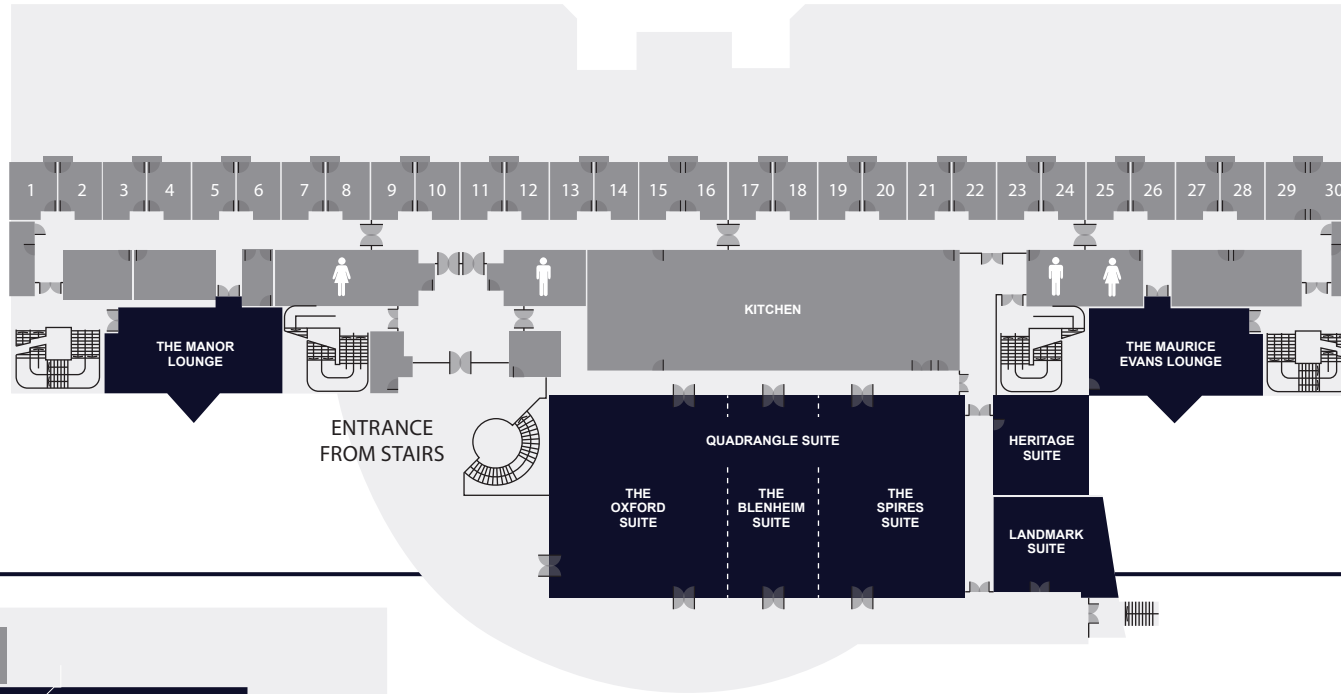 1 2 3 4 5 6 7 8 9 10 11 12 13 14 15 16 17 18 19 20 21 22 23 24 25 26 27 28 29 30
KITCHEN
THE MANOR
LOUNGE
THE MAURICE
EVANS LOUNGE
ENTRANCE
FROM STAIRS
QUADRANGLE SUITE
HERITAGE
SUITE
THE
OXFORD
SUITE
THE
BLENHEIM
SUITE
THE
SPIRES
SUITE
LANDMARK
SUITE